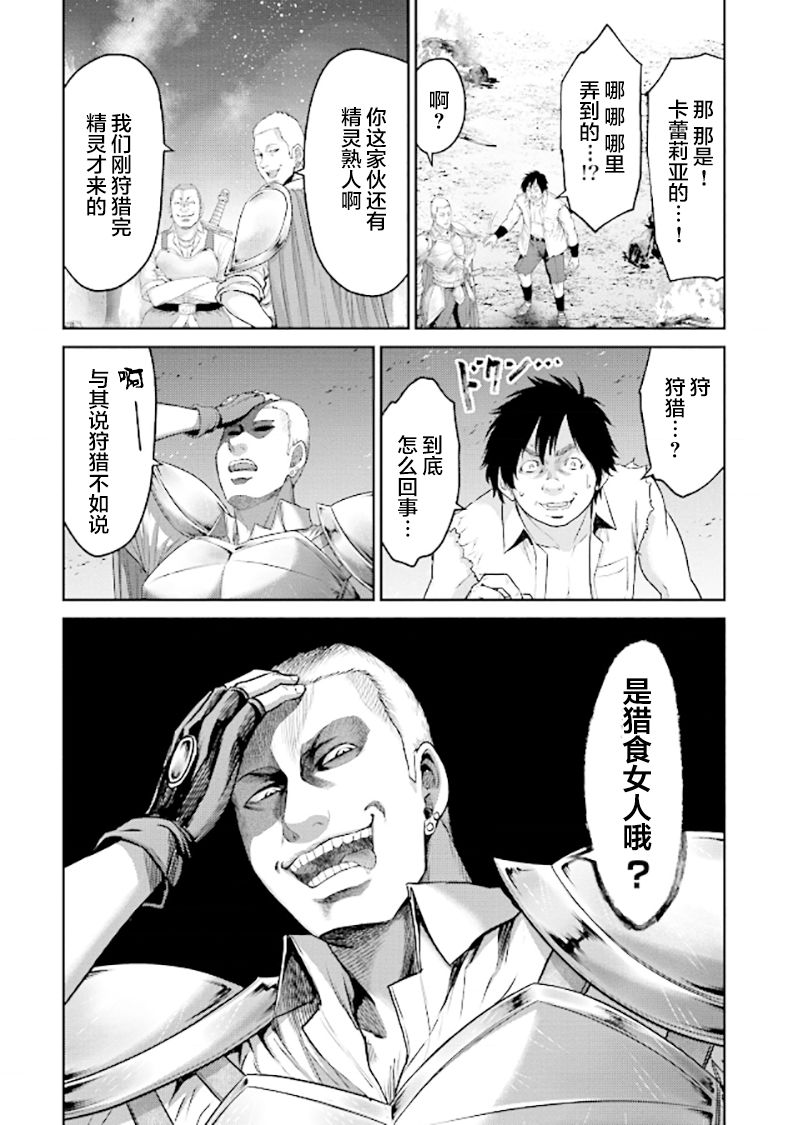 那 那是！
卡蕾莉亚的…！
哪 哪 哪里
弄到的…!?
啊？
你这家伙还有
精灵熟人啊
我们刚狩猎完
精灵才来的
狩
猎…？
ドクン…
到底
怎么回事…
啊—
与其说狩猎不如说
是猎食女人哦？